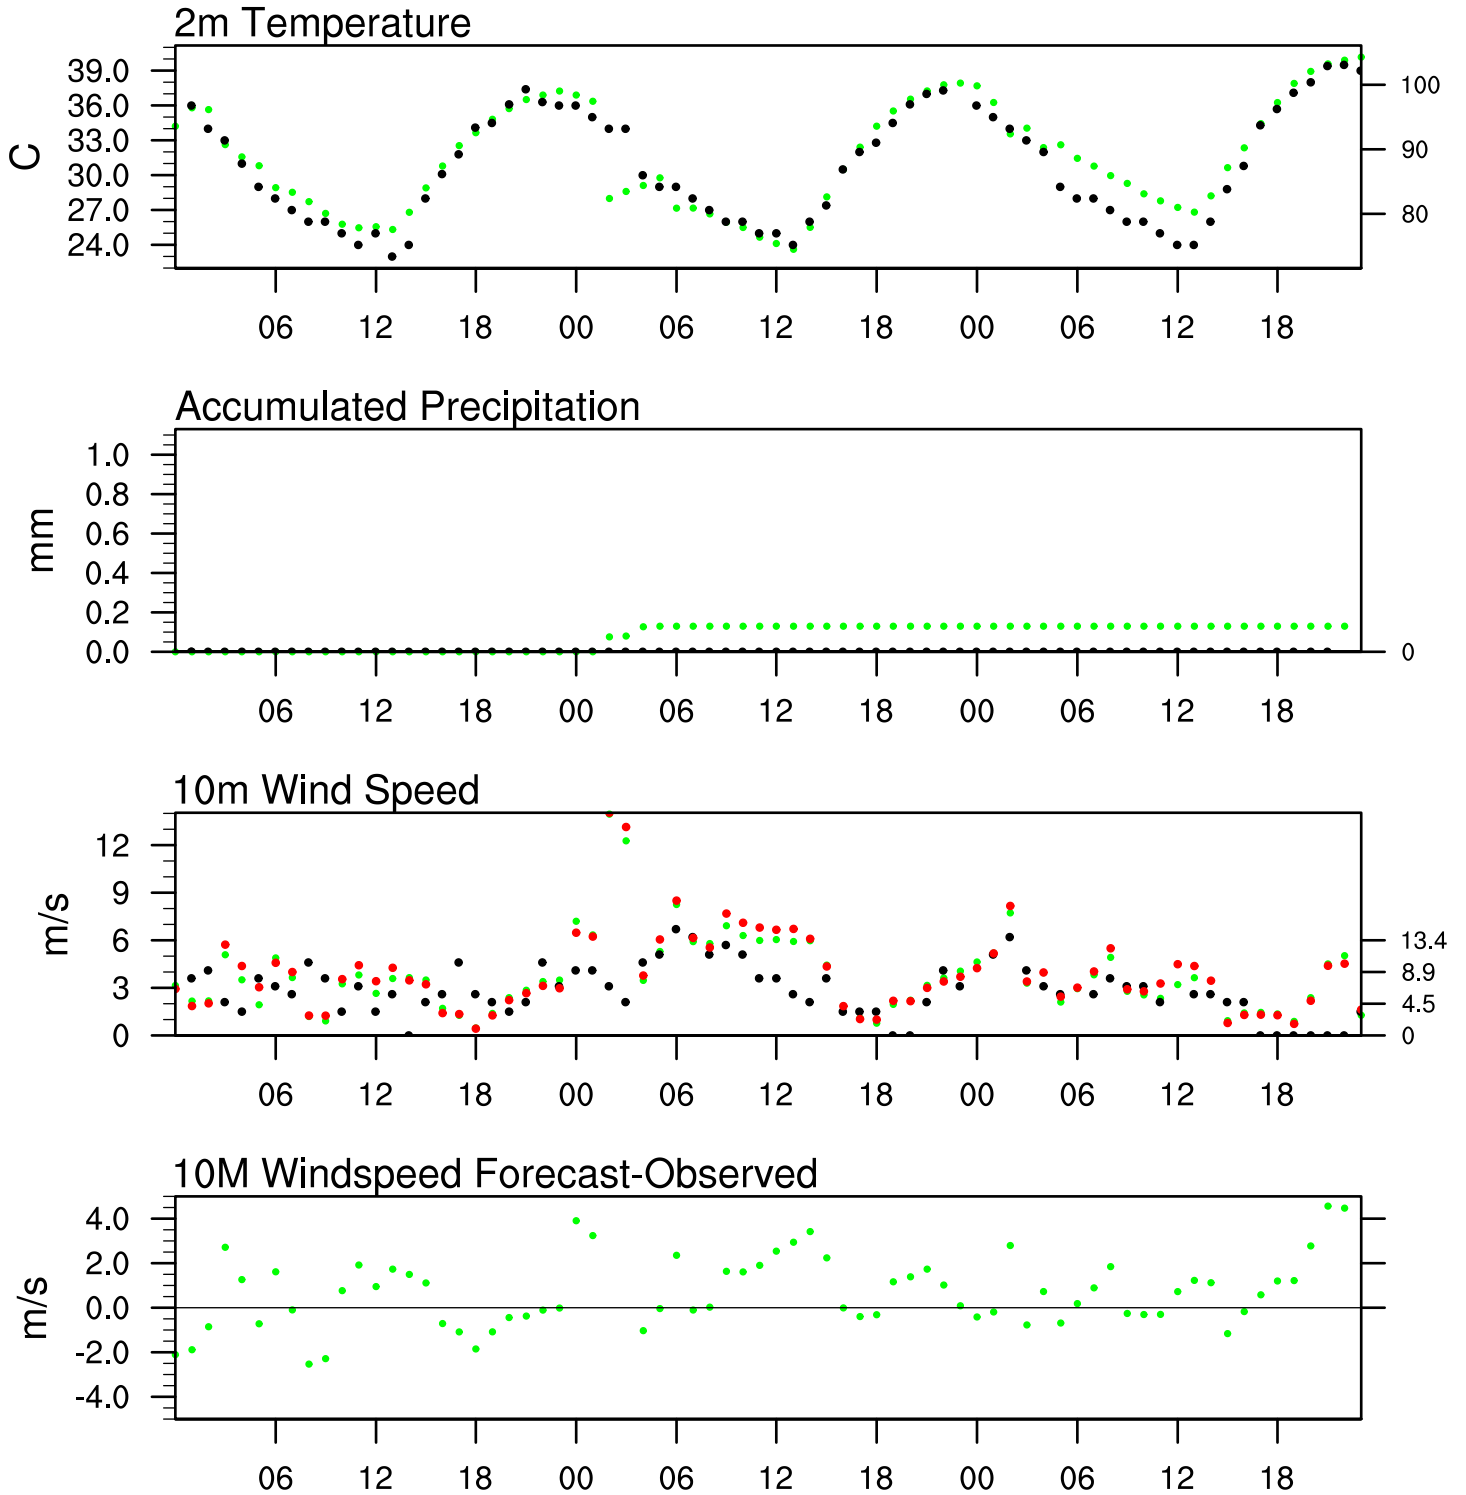 2m Temperature
39.0
36.0
33.0
30.0
27.0
24.0
C
100
90
80
06 12 18 00 06 12 18 00 06 12 18
Accumulated Precipitation
1.0
0.8
0.6
0.4
0.2
0.0
mm
0
06 12 18 00 06 12 18 00 06 12 18
10m Wind Speed
12
9
6
3
0
m/s
13.4
8.9
4.5
0
06 12 18 00 06 12 18 00 06 12 18
10M Windspeed Forecast-Observed
4.0
2.0
0.0
-2.0
-4.0
m/s
06 12 18 00 06 12 18 00 06 12 18